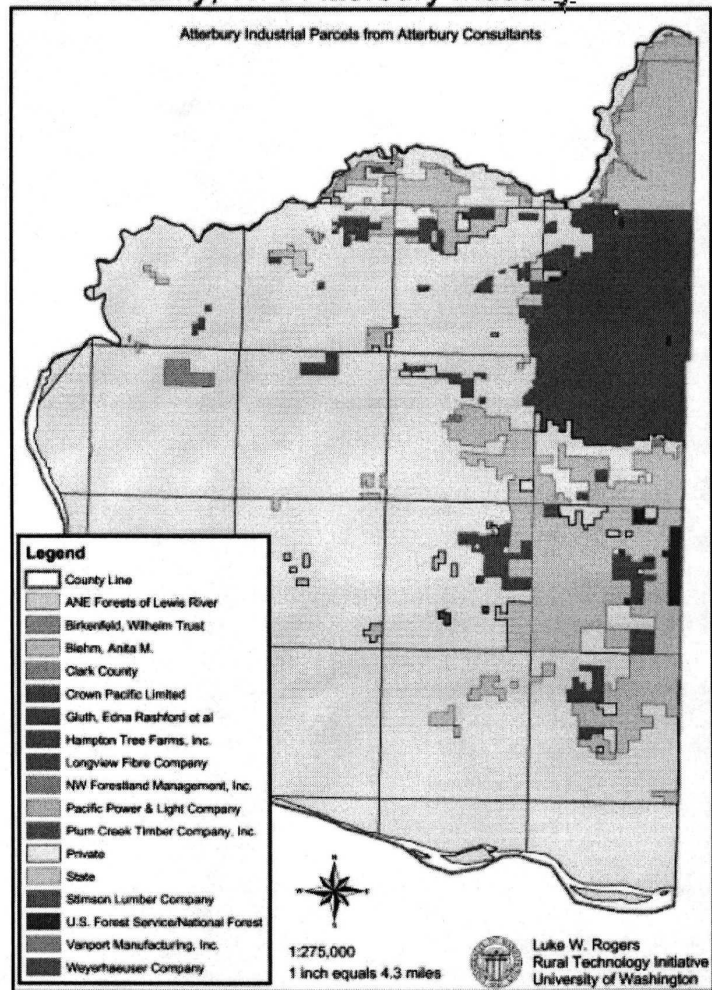 Atterbury Industrial Parcels from Atterbury Consultants
Legend
County Line
ANE Forests of Lewis River
Birkenfeld, Wilhelm Trust
Blehm, Anita M.
Clark County
Crown Pacific Limited
Gluth, Edna Rashford et al
Hampton Tree Farms, Inc.
Longview Fibre Company
NW Forestland Management, Inc.
Pacific Power & Light Company
Plum Creek Timber Company, Inc.
Private
State
Stimson Lumber Company
U.S. Forest Service/National Forest
Vanport Manufacturing, Inc.
Weyerhaeuser Company
N
W
E
S
1:275,000
1 inch equals 4.3 miles
Luke W. Rogers
Rural Technology Initiative
University of Washington